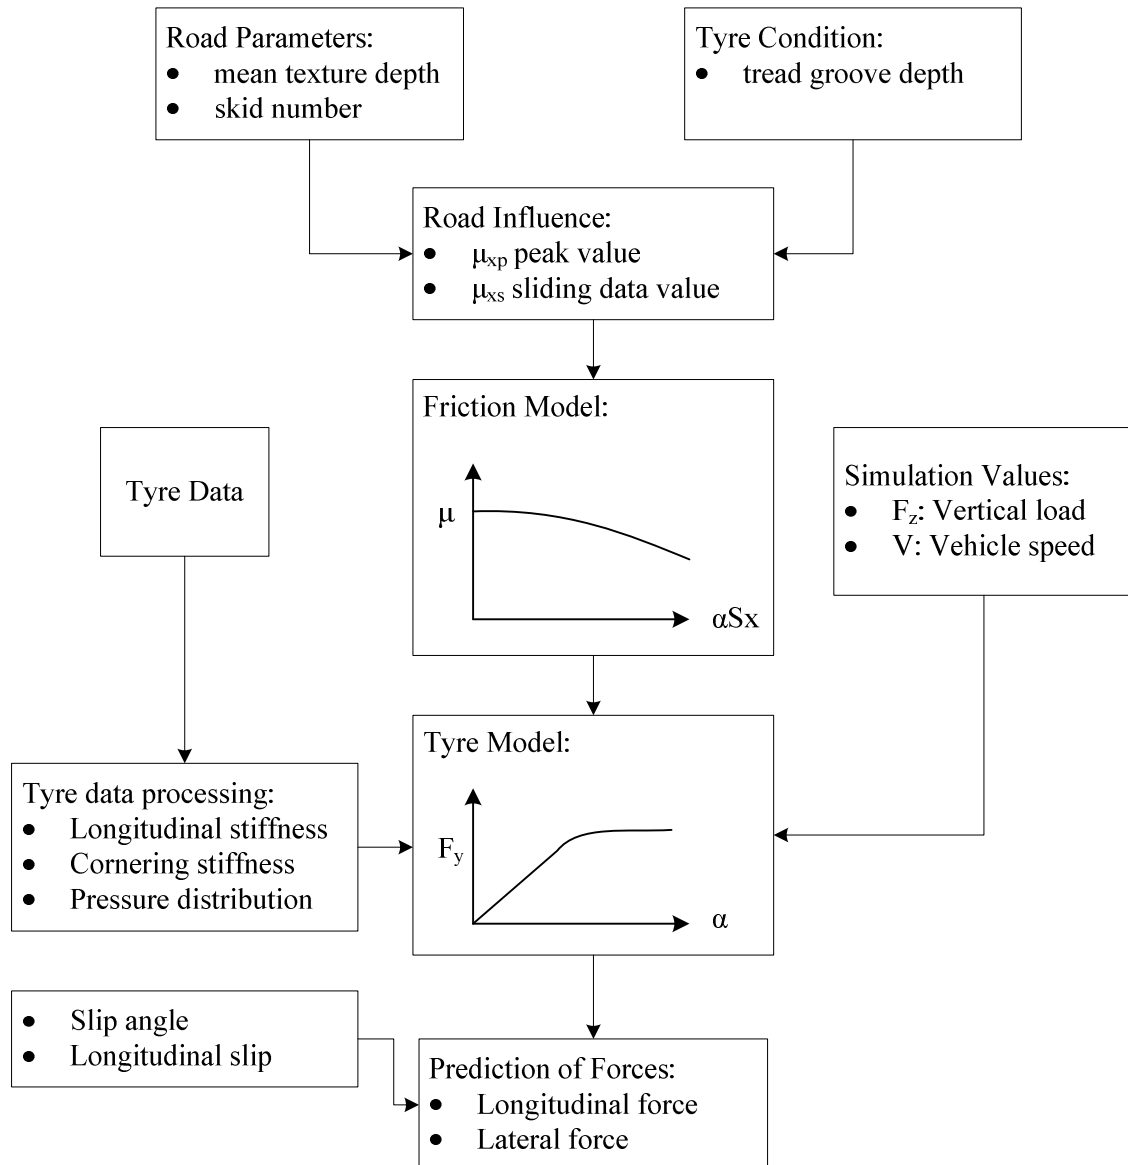 Road Parameters:
● mean texture depth
● skid number
Tyre Condition:
● tread groove depth
Road Influence:
● μxp peak value
● μxs sliding data value
Friction Model:
μ
αSx
Tyre Data
Simulation Values:
● Fz: Vertical load
● V: Vehicle speed
Tyre Model:
Fy
α
Tyre data processing:
● Longitudinal stiffness
● Cornering stiffness
● Pressure distribution
● Slip angle
● Longitudinal slip
Prediction of Forces:
● Longitudinal force
● Lateral force